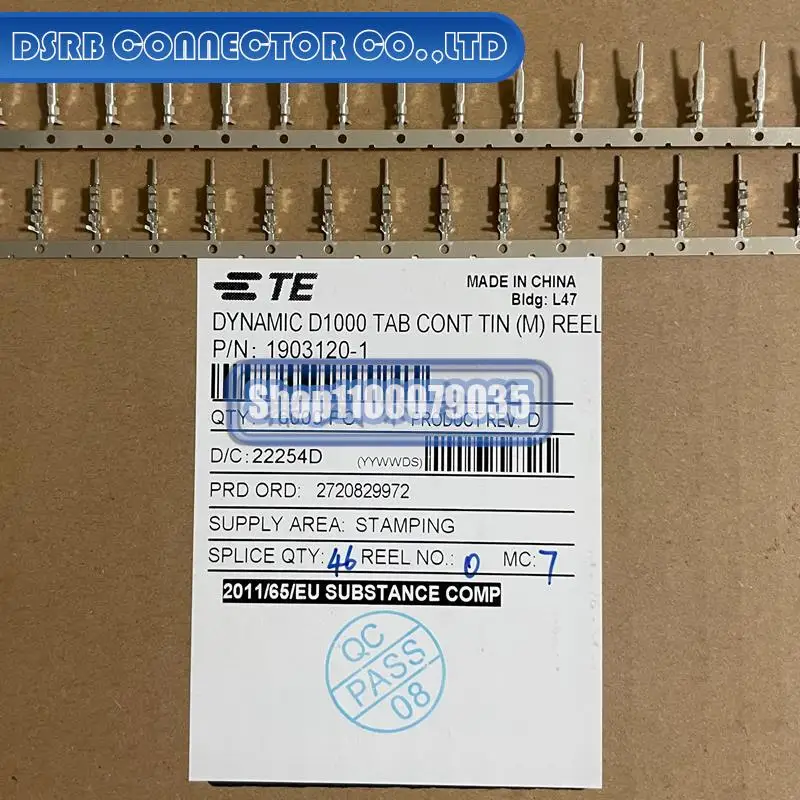 DSRB CONNECTOR CO.,LTD
TE
MADE IN CHINA
Bldg: L47
DYNAMIC D1000 TAB CONT TIN (M) REEL
P/N: 1903120-1
Shop1100079035
QTY: PRODUCT REV: D
D/C: 22254D (YYWWDS)
PRD ORD: 2720829972
SUPPLY AREA: STAMPING
SPLICE QTY: 46 REEL NO.: 0 MC: 7
2011/65/EU SUBSTANCE COMP
QC
PASS
08